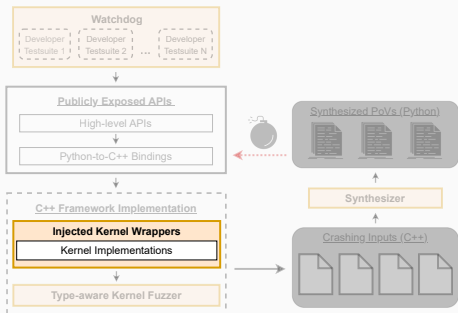 Watchdog
Developer
Testsuite 1
Developer
Testsuite 2
...
Developer
Testsuite N
Publicly Exposed APIs
High-level APIs
Python-to-C++ Bindings
C++ Framework Implementation
Injected Kernel Wrappers
Kernel Implementations
Type-aware Kernel Fuzzer
Synthesized PoVs (Python)
Synthesizer
Crashing Inputs (C++)